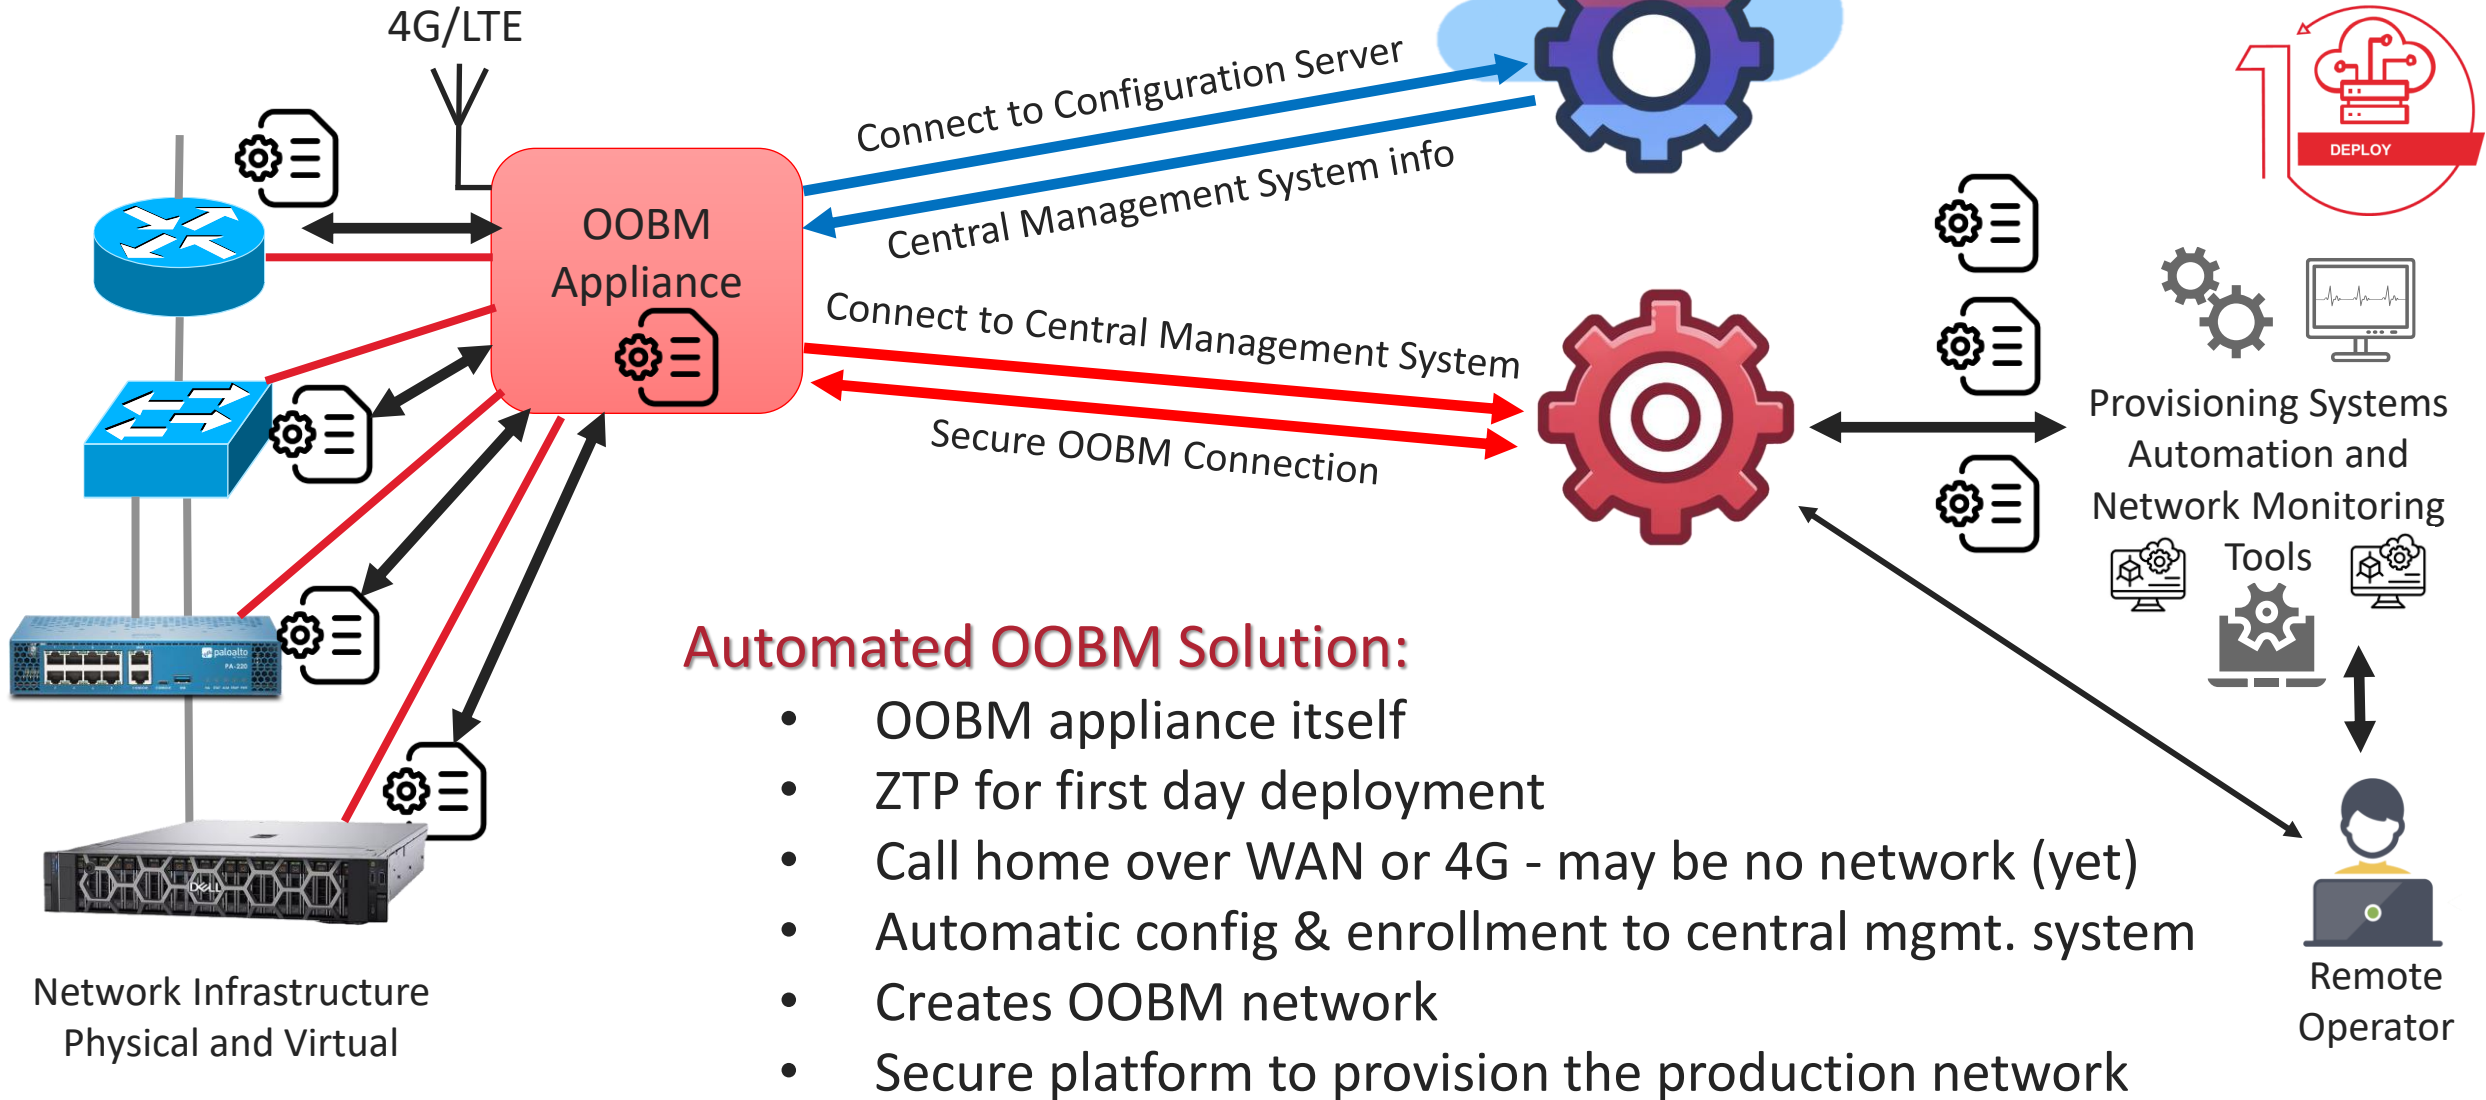 4G/LTE
Connect to Configuration Server
Central Management System info
DEPLOY
OOBM
Appliance
Connect to Central Management System
Secure OOBM Connection
Provisioning Systems
Automation and
Network Monitoring
Tools
paloalto
PA-220
DELL
Network Infrastructure
Physical and Virtual
Automated OOBM Solution:
• OOBM appliance itself
• ZTP for first day deployment
• Call home over WAN or 4G - may be no network (yet)
• Automatic config & enrollment to central mgmt. system
• Creates OOBM network
• Secure platform to provision the production network
Remote
Operator